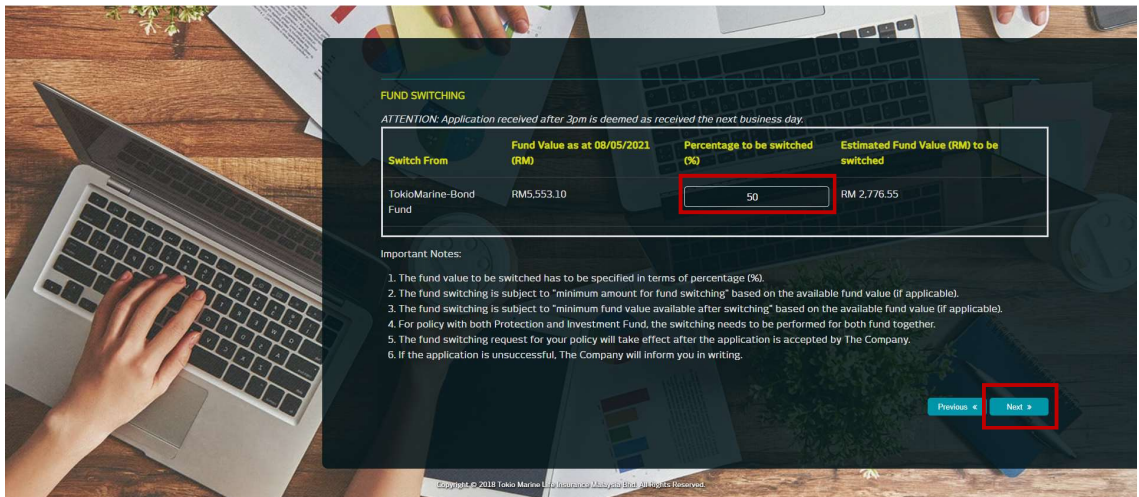 FUND SWITCHING
ATTENTION: Application received after 3pm is deemed as received the next business day.
Switch From
Fund Value as at 08/05/2021 (RM)
Percentage to be switched (%)
Estimated Fund Value (RM) to be switched
TokioMarine-Bond Fund
RM5,553.10
50
RM 2,776.55
Important Notes:
1. The fund value to be switched has to be specified in terms of percentage (%).
2. The fund switching is subject to "minimum amount for fund switching" based on the available fund value (if applicable).
3. The fund switching is subject to "minimum fund value available after switching" based on the available fund value (if applicable).
4. For policy with both Protection and Investment Fund, the switching needs to be performed for both fund together.
5. The fund switching request for your policy will take effect after the application is accepted by The Company.
6. If the application is unsuccessful, The Company will inform you in writing.
Previous «
Next »
Copyright © 2018 Tokio Marine Life Insurance Malaysia Bhd. All Rights Reserved.